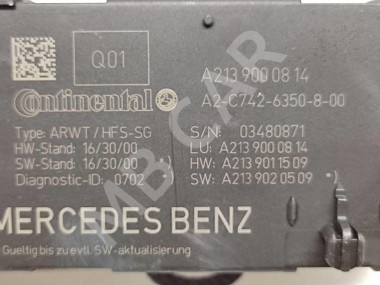 Q01
A213 900 08 14
Continental
A2-C742-6350-8-00
Type: ARWT / HFS-SG S/N: 03480871
HW-Stand: 16/30/00 LU: A213 900 08 14
SW-Stand: 16/30/00 *) HW: A213 901 15 09
Diagnostic-ID: 0702 *) SW: A213 902 05 09 *)
MERCEDES BENZ
Gueltig bis zu evtl. SW-aktualisierung